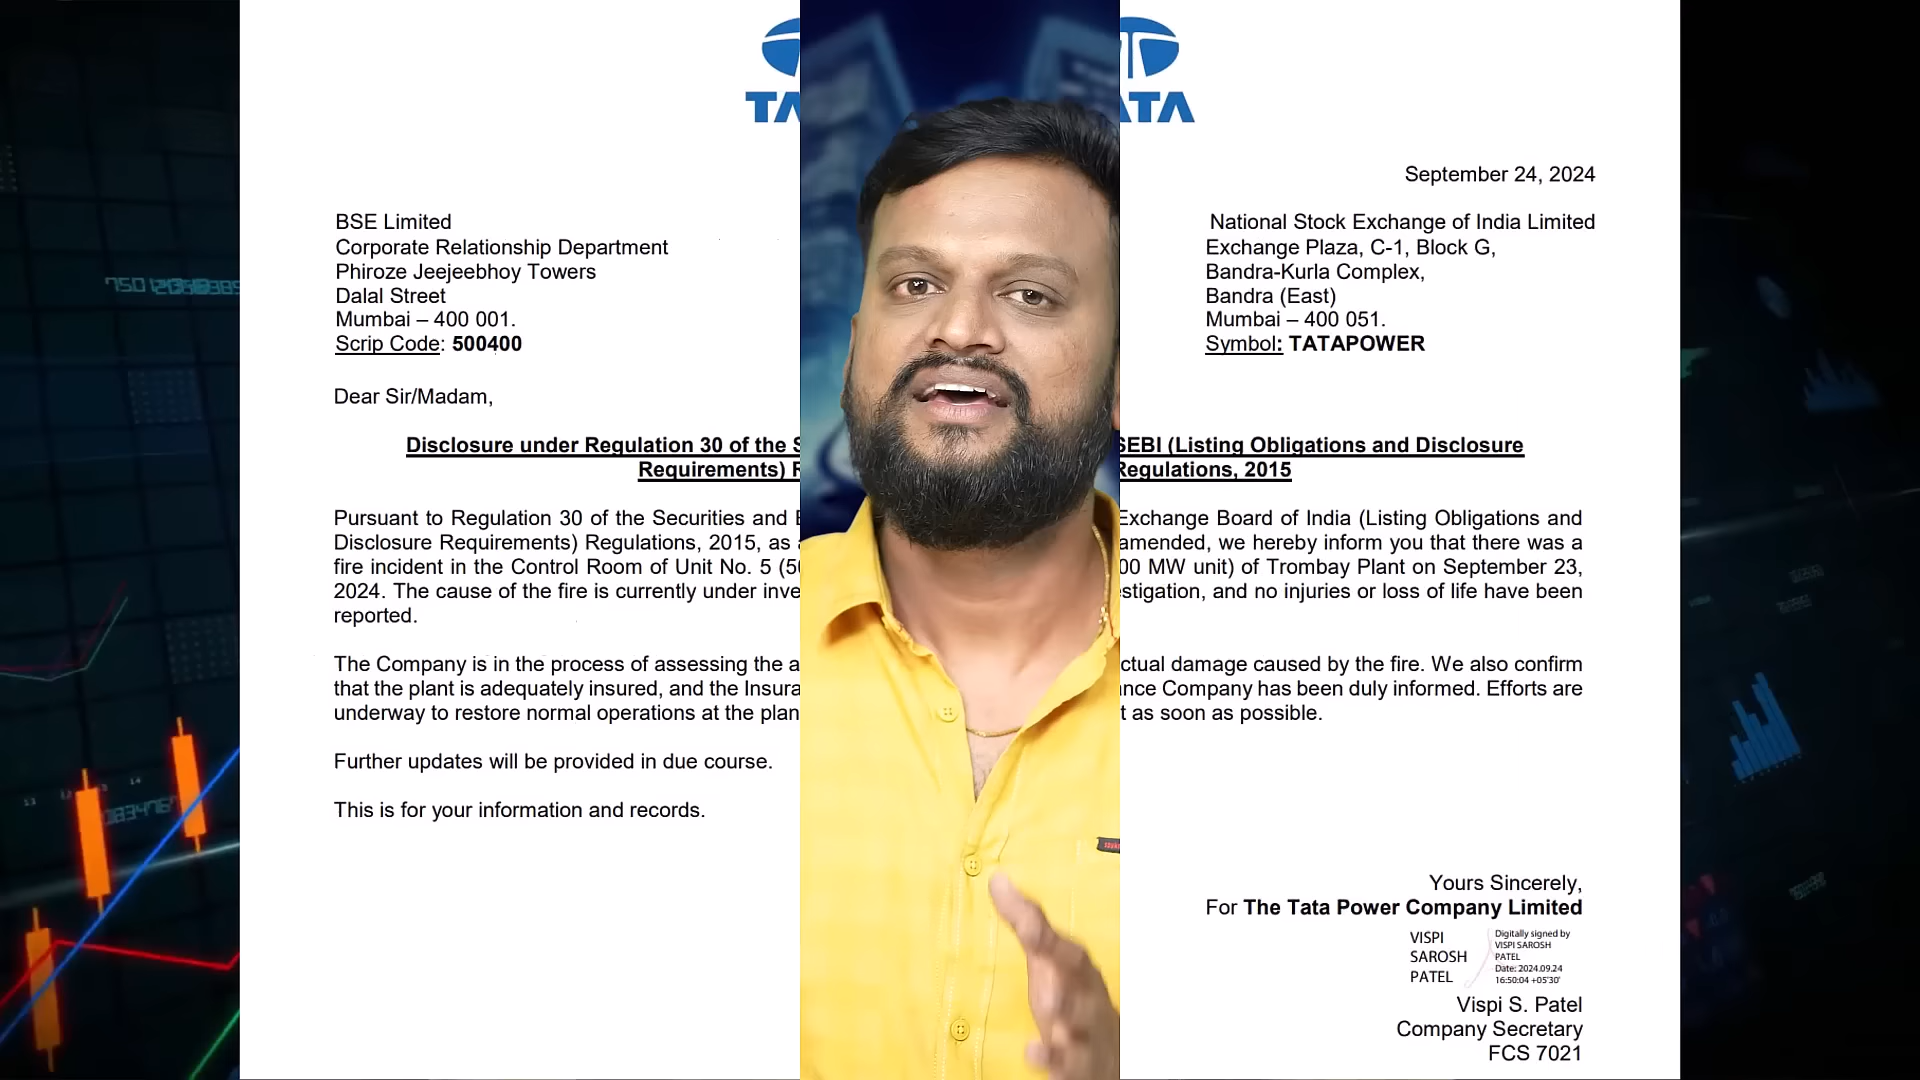 TA ATA
September 24, 2024
BSE Limited
Corporate Relationship Department
Phiroze Jeejeebhoy Towers
Dalal Street
Mumbai – 400 001.
Scrip Code: 500400
National Stock Exchange of India Limited
Exchange Plaza, C-1, Block G,
Bandra-Kurla Complex,
Bandra (East)
Mumbai – 400 051.
Symbol: TATAPOWER
Dear Sir/Madam,
Disclosure under Regulation 30 of the S SEBI (Listing Obligations and Disclosure
Requirements) R Regulations, 2015
Pursuant to Regulation 30 of the Securities and E Exchange Board of India (Listing Obligations and
Disclosure Requirements) Regulations, 2015, as a amended, we hereby inform you that there was a
fire incident in the Control Room of Unit No. 5 (50 00 MW unit) of Trombay Plant on September 23,
2024. The cause of the fire is currently under inve stigation, and no injuries or loss of life have been
reported.
The Company is in the process of assessing the a ctual damage caused by the fire. We also confirm
that the plant is adequately insured, and the Insura ance Company has been duly informed. Efforts are
underway to restore normal operations at the plan t as soon as possible.
Further updates will be provided in due course.
This is for your information and records.
Yours Sincerely,
For The Tata Power Company Limited
VISPI
SAROSH
PATEL
Digitally signed by
VISPI SAROSH
PATEL
Date: 2024.09.24
16:50:04 +05'30'
Vispi S. Patel
Company Secretary
FCS 7021